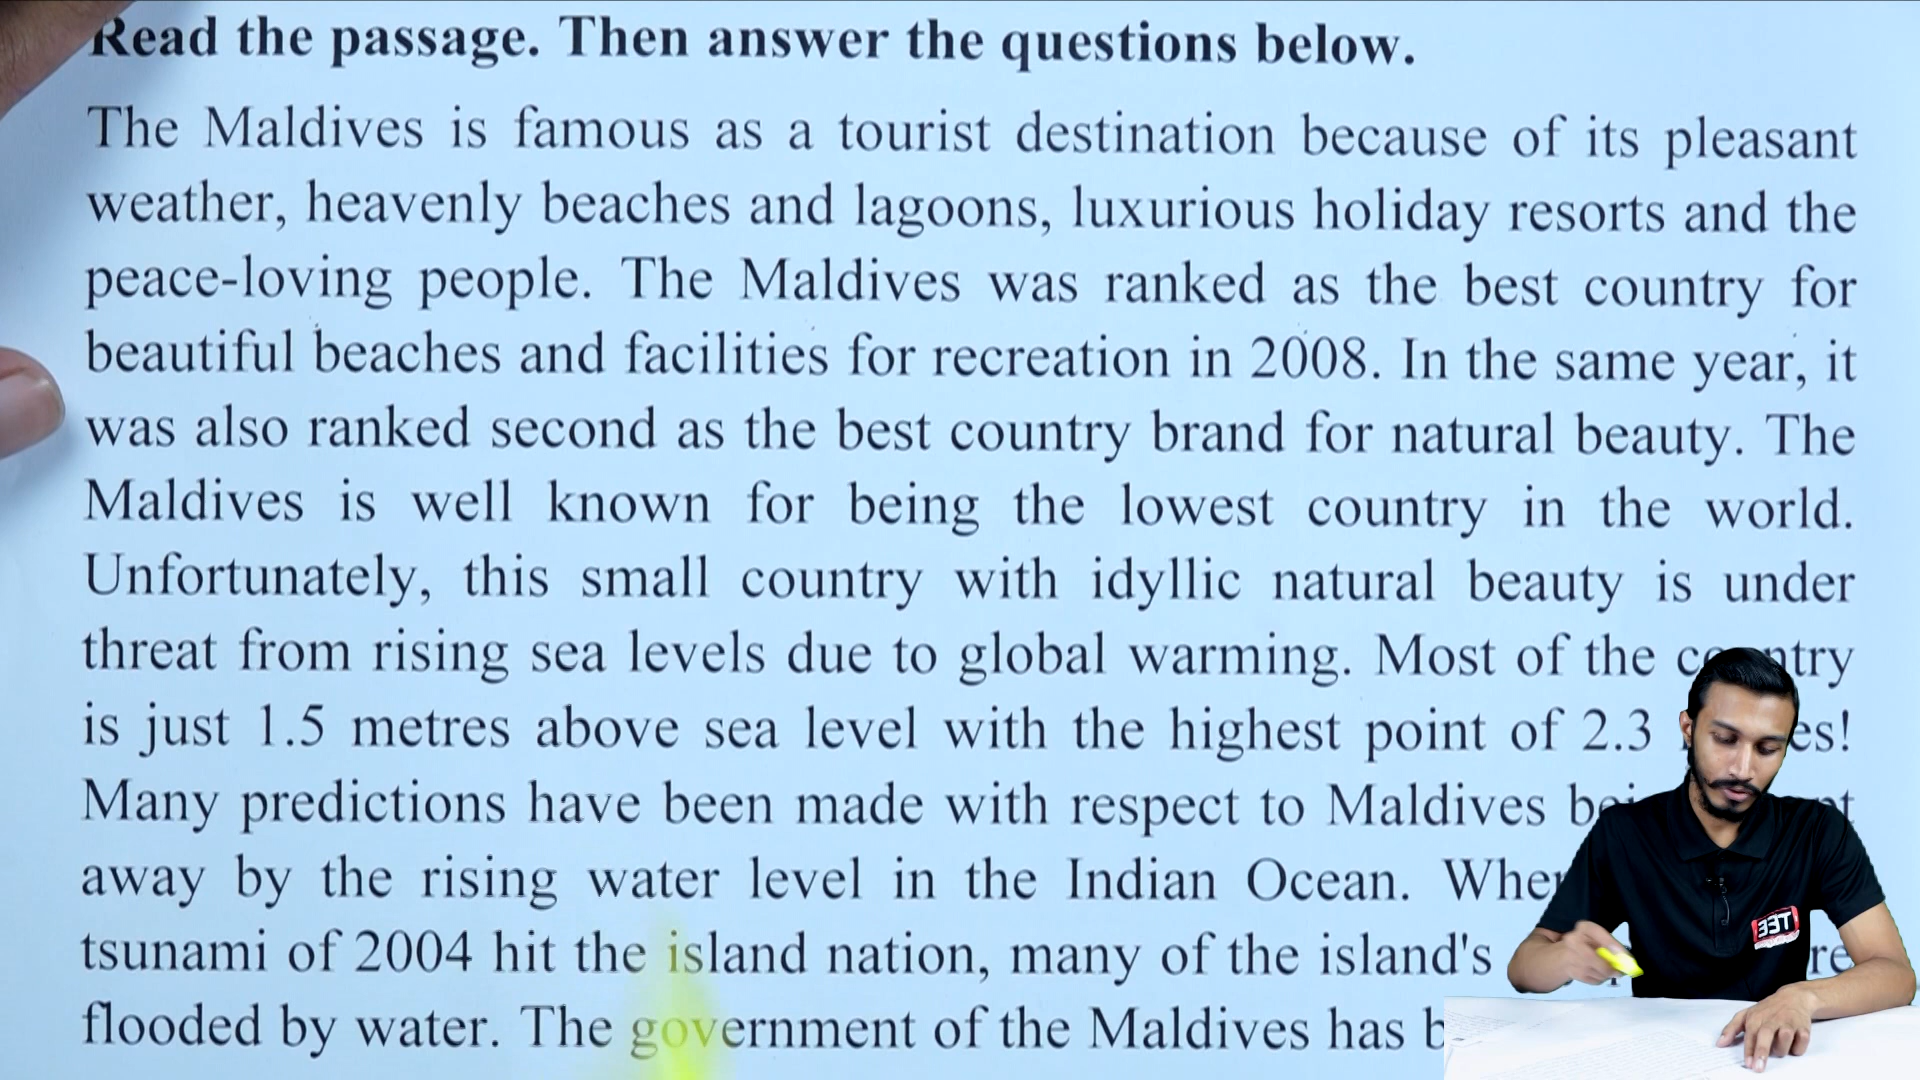 Read the passage. Then answer the questions below.
The Maldives is famous as a tourist destination because of its pleasant
weather, heavenly beaches and lagoons, luxurious holiday resorts and the
peace-loving people. The Maldives was ranked as the best country for
beautiful beaches and facilities for recreation in 2008. In the same year, it
was also ranked second as the best country brand for natural beauty. The
Maldives is well known for being the lowest country in the world.
Unfortunately, this small country with idyllic natural beauty is under
threat from rising sea levels due to global warming. Most of the country
is just 1.5 metres above sea level with the highest point of 2.3
Many predictions have been made with respect to Maldives
away by the rising water level in the Indian Ocean.
tsunami of 2004 hit the island nation, many of the island's
flooded by water. The government of the Maldives has